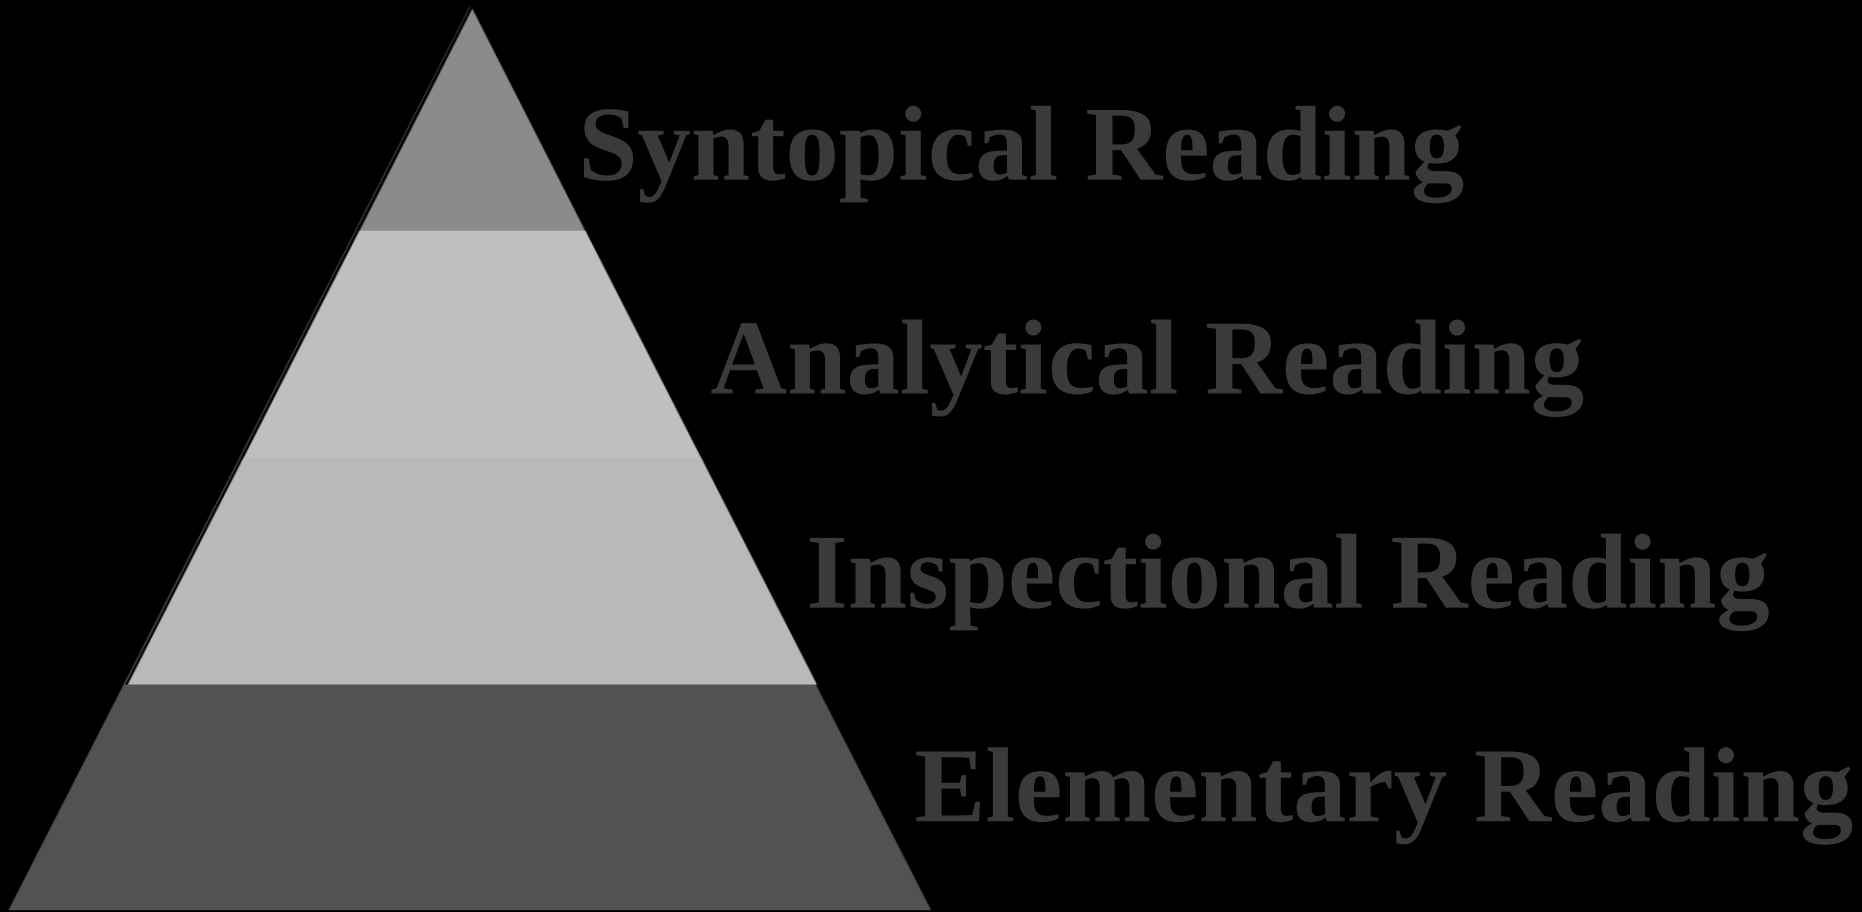 Syntopical Reading
Analytical Reading
Inspectional Reading
Elementary Reading